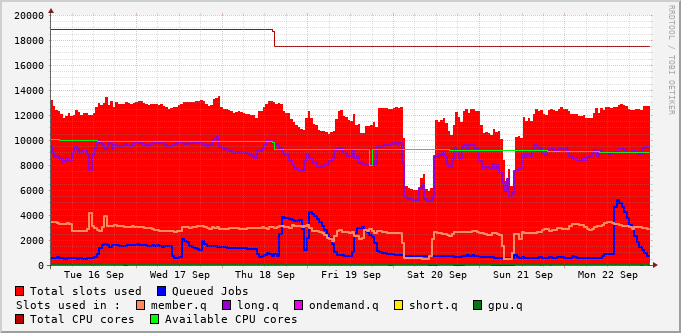 20000
18000
16000
14000
12000
10000
8000
6000
4000
2000
0
Tue 16 Sep Wed 17 Sep Thu 18 Sep Fri 19 Sep Sat 20 Sep Sun 21 Sep Mon 22 Sep
RRDTOOL / TOBI OETIKER
Total slots used Queued Jobs
Slots used in : member.q long.q ondemand.q short.q gpu.q
Total CPU cores Available CPU cores